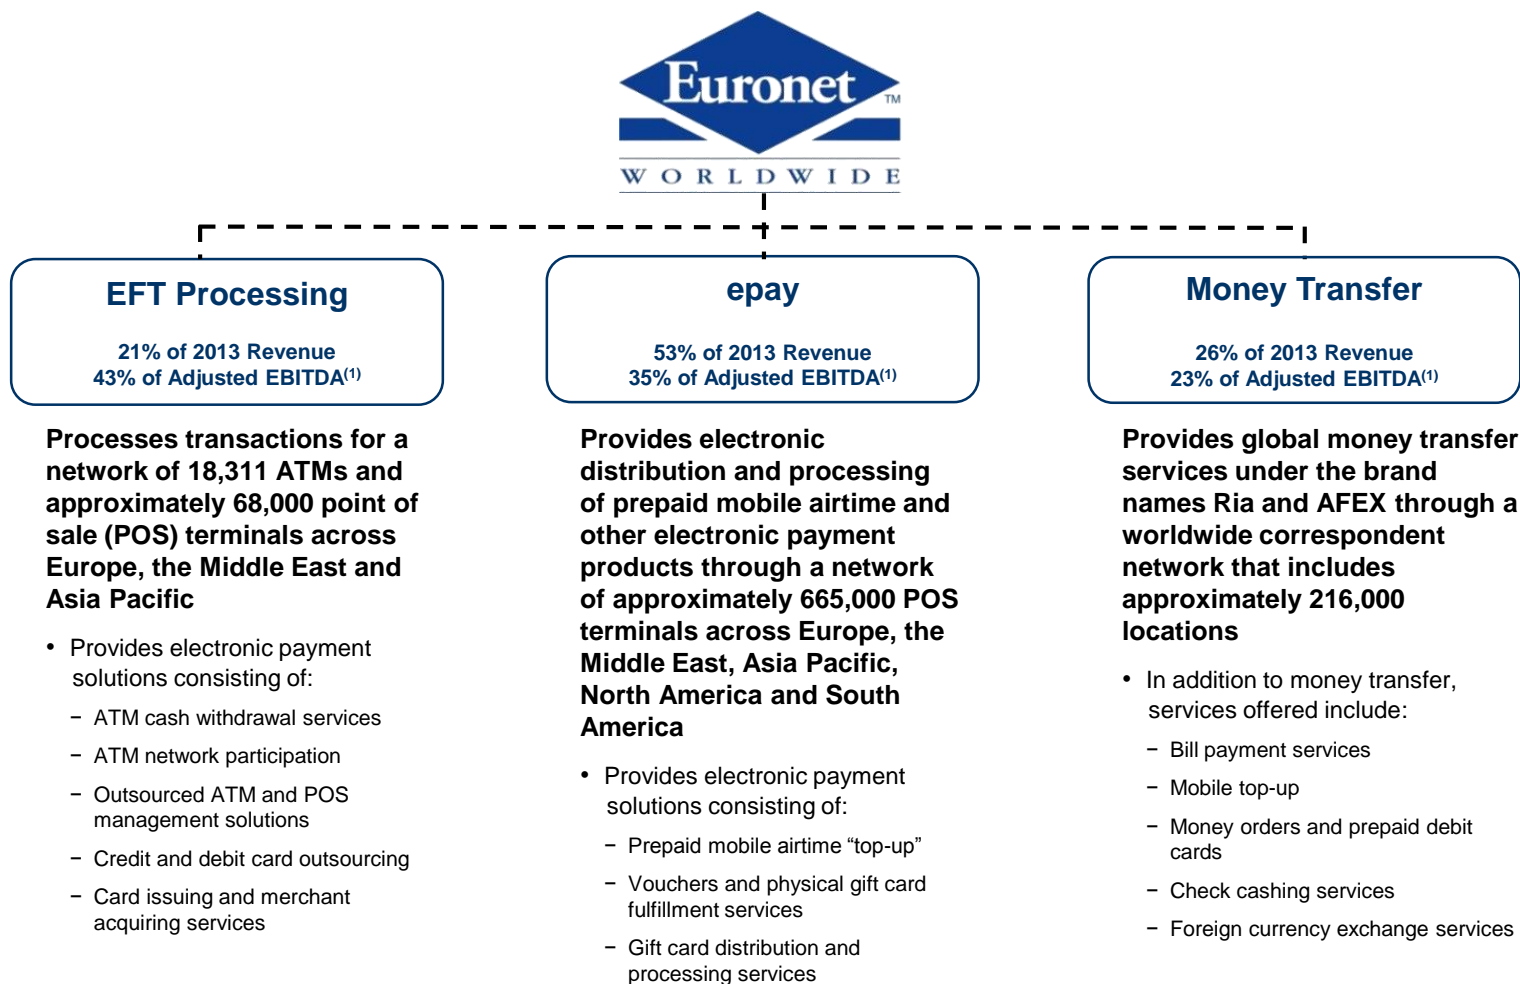 Euronet
TM
WORLDWIDE
EFT Processing
21% of 2013 Revenue
43% of Adjusted EBITDA(1)
Processes transactions for a
network of 18,311 ATMs and
approximately 68,000 point of
sale (POS) terminals across
Europe, the Middle East and
Asia Pacific
• Provides electronic payment
solutions consisting of:
− ATM cash withdrawal services
− ATM network participation
− Outsourced ATM and POS
management solutions
− Credit and debit card outsourcing
− Card issuing and merchant
acquiring services
epay
53% of 2013 Revenue
35% of Adjusted EBITDA(1)
Provides electronic
distribution and processing
of prepaid mobile airtime and
other electronic payment
products through a network
of approximately 665,000 POS
terminals across Europe, the
Middle East, Asia Pacific,
North America and South
America
• Provides electronic payment
solutions consisting of:
− Prepaid mobile airtime “top-up”
− Vouchers and physical gift card
fulfillment services
− Gift card distribution and
processing services
Money Transfer
26% of 2013 Revenue
23% of Adjusted EBITDA(1)
Provides global money transfer
services under the brand
names Ria and AFEX through a
worldwide correspondent
network that includes
approximately 216,000
locations
• In addition to money transfer,
services offered include:
− Bill payment services
− Mobile top-up
− Money orders and prepaid debit
cards
− Check cashing services
− Foreign currency exchange services